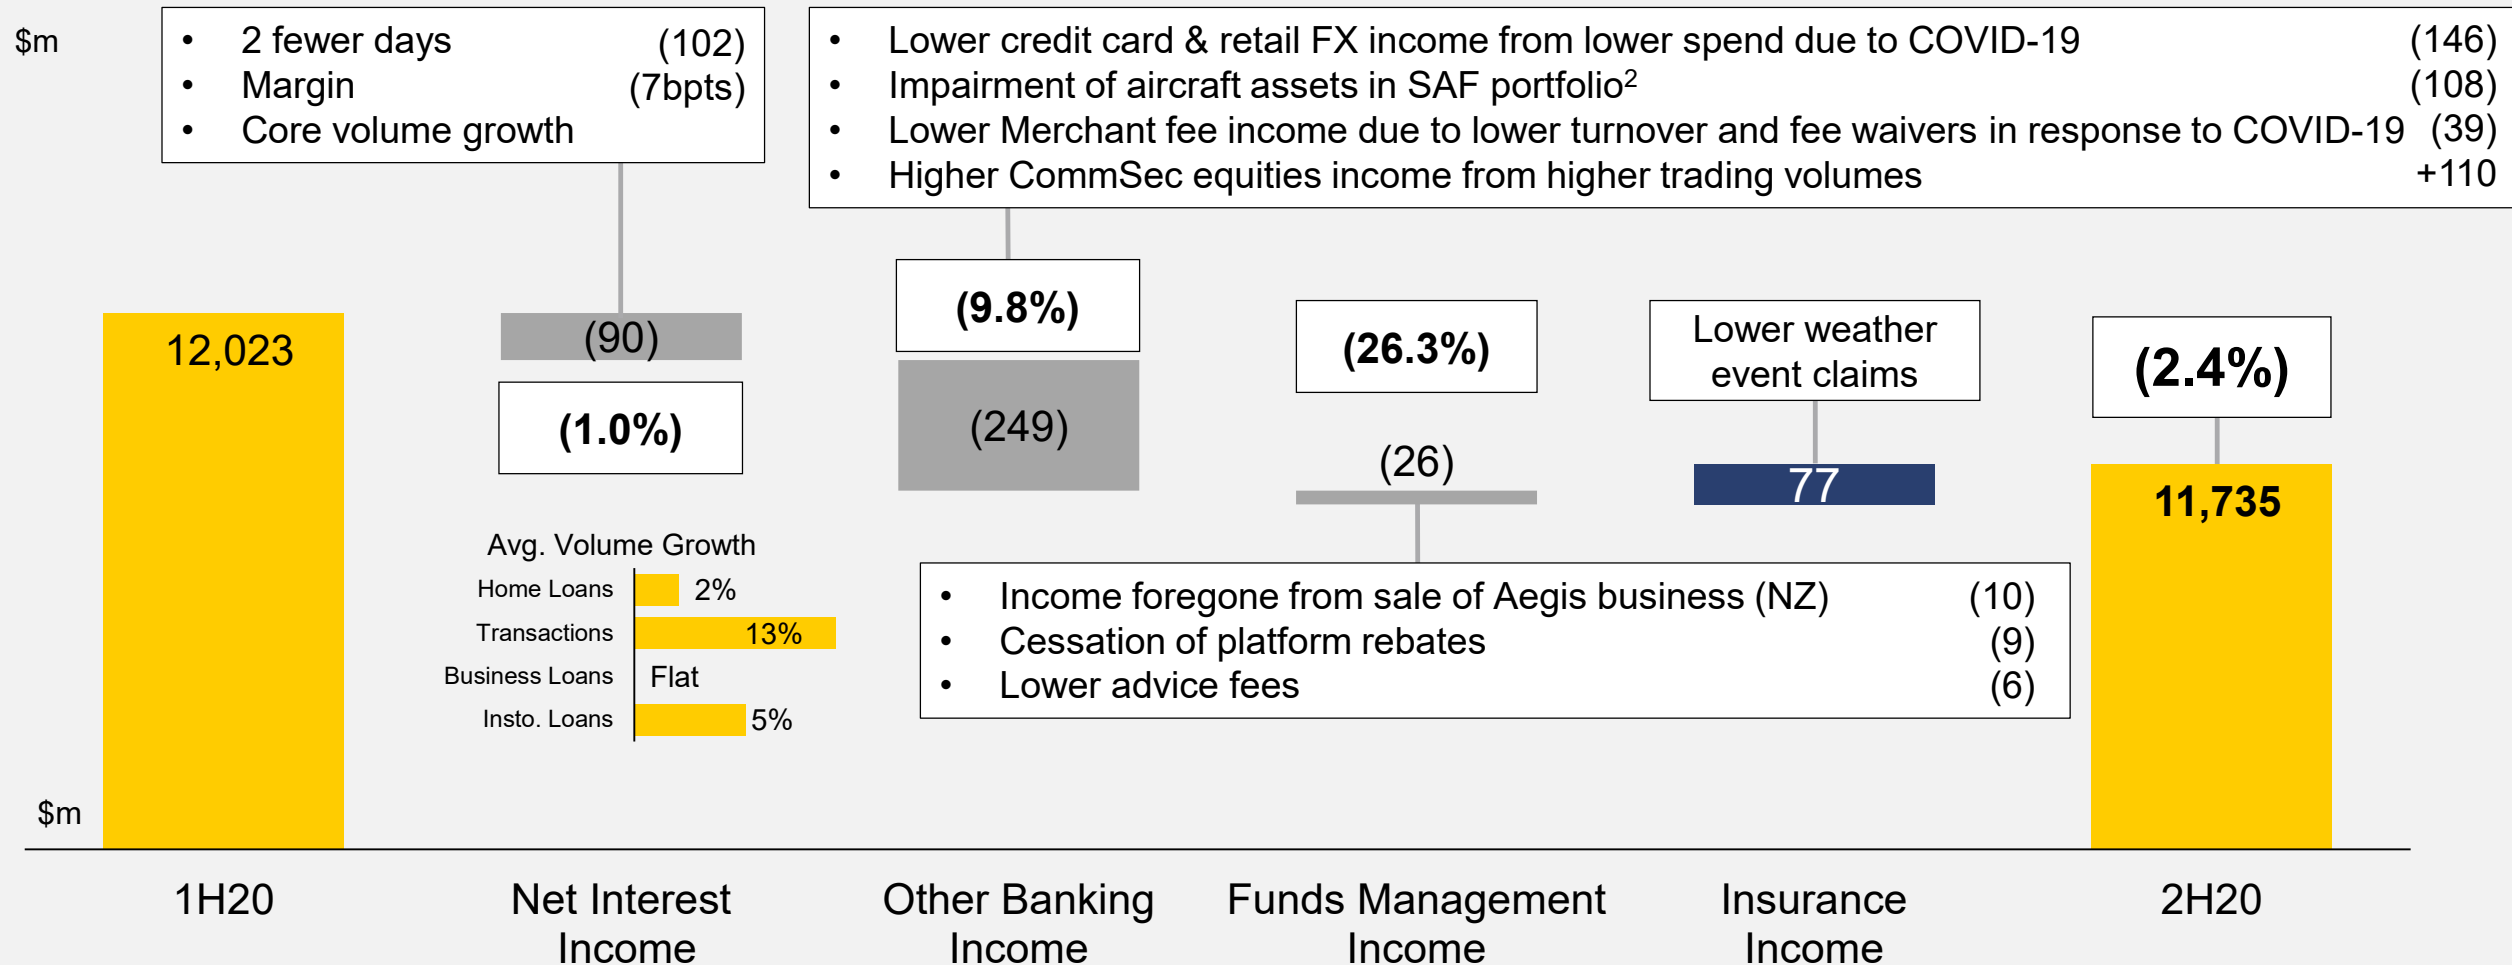 $m
• 2 fewer days (102)
• Margin (7bpts)
• Core volume growth
• Lower credit card & retail FX income from lower spend due to COVID-19 (146)
• Impairment of aircraft assets in SAF portfolio² (108)
• Lower Merchant fee income due to lower turnover and fee waivers in response to COVID-19 (39)
• Higher CommSec equities income from higher trading volumes +110
12,023
(90)
(1.0%)
(9.8%)
(249)
(26.3%)
(26)
Lower weather
event claims
77
(2.4%)
11,735
Avg. Volume Growth
Home Loans 2%
Transactions 13%
Business Loans Flat
Insto. Loans 5%
• Income foregone from sale of Aegis business (NZ) (10)
• Cessation of platform rebates (9)
• Lower advice fees (6)
$m
1H20
Net Interest
Income
Other Banking
Income
Funds Management
Income
Insurance
Income
2H20